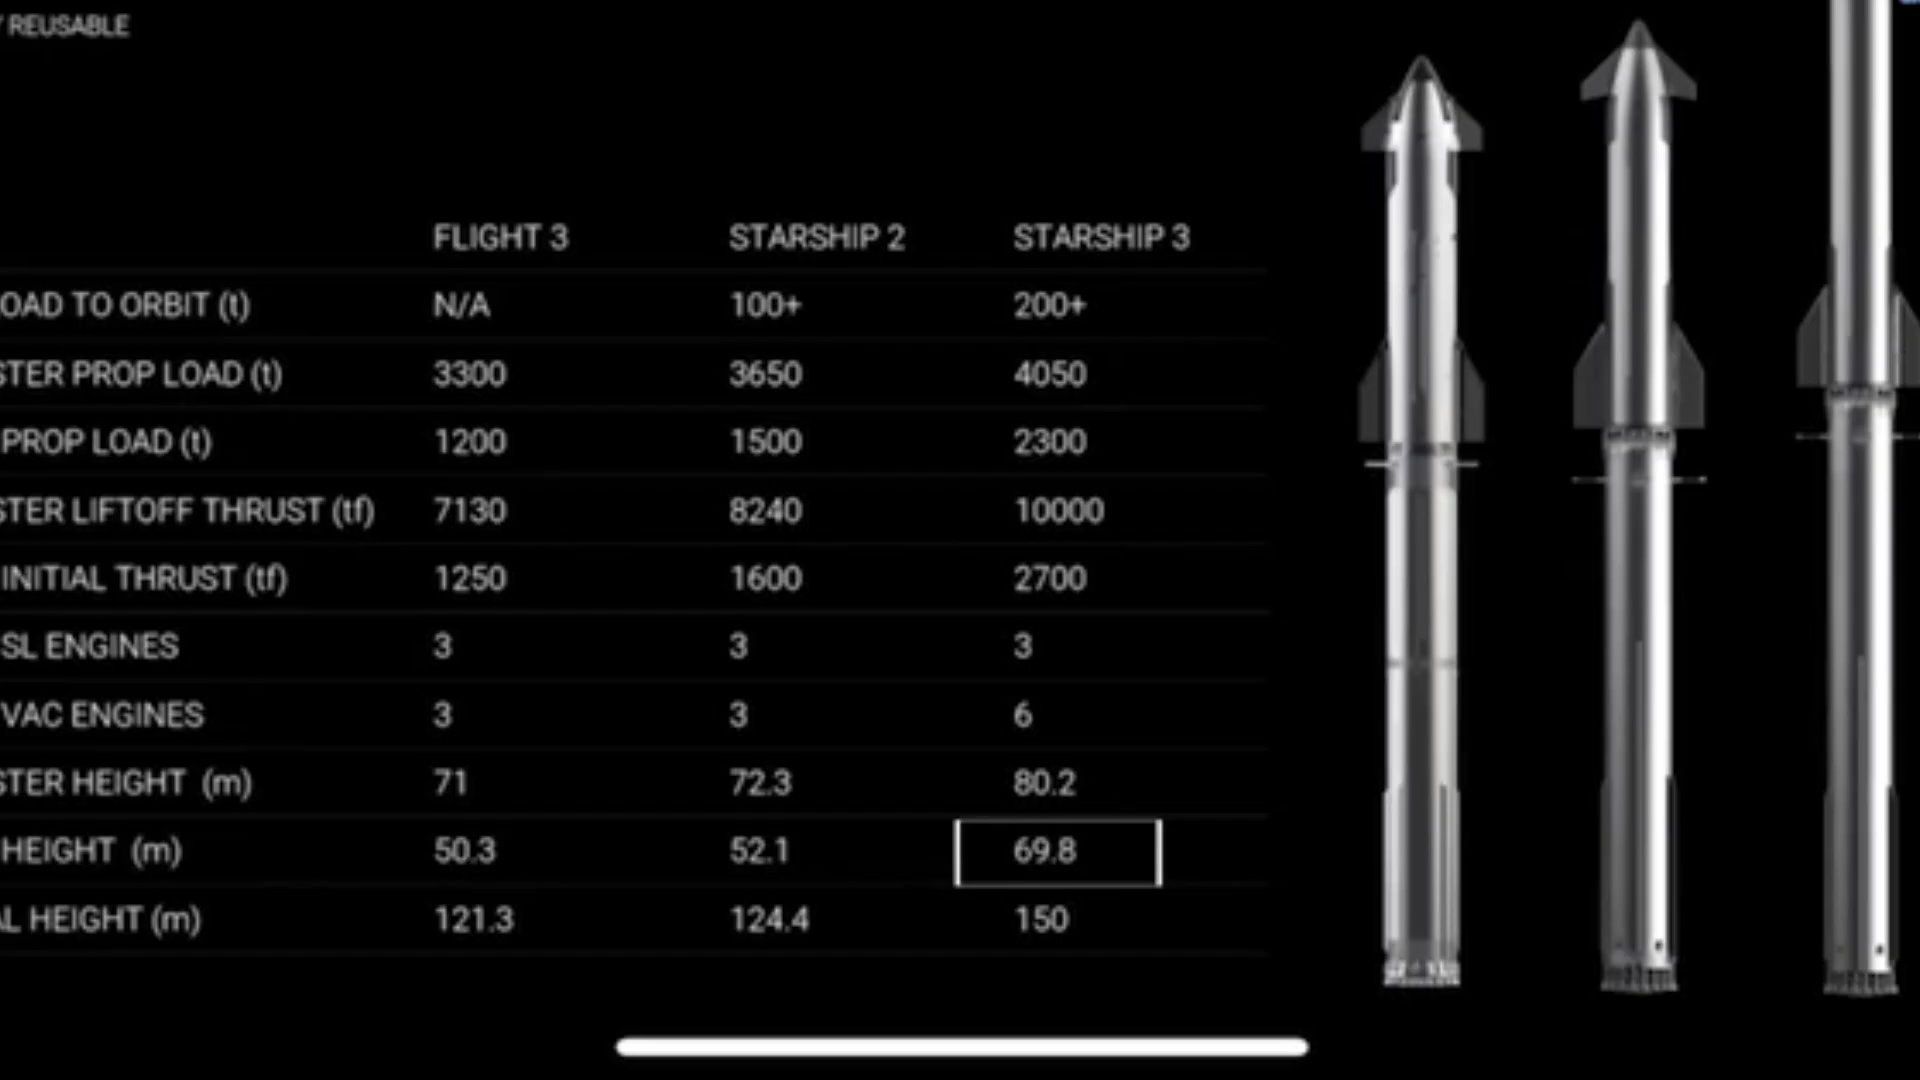 REUSABLE
FLIGHT 3 STARSHIP 2 STARSHIP 3
OAD TO ORBIT (t) N/A 100+ 200+
STER PROP LOAD (t) 3300 3650 4050
PROP LOAD (t) 1200 1500 2300
STER LIFTOFF THRUST (tf) 7130 8240 10000
INITIAL THRUST (tf) 1250 1600 2700
SL ENGINES 3 3 3
VAC ENGINES 3 3 6
STER HEIGHT (m) 71 72.3 80.2
HEIGHT (m) 50.3 52.1 69.8
AL HEIGHT (m) 121.3 124.4 150